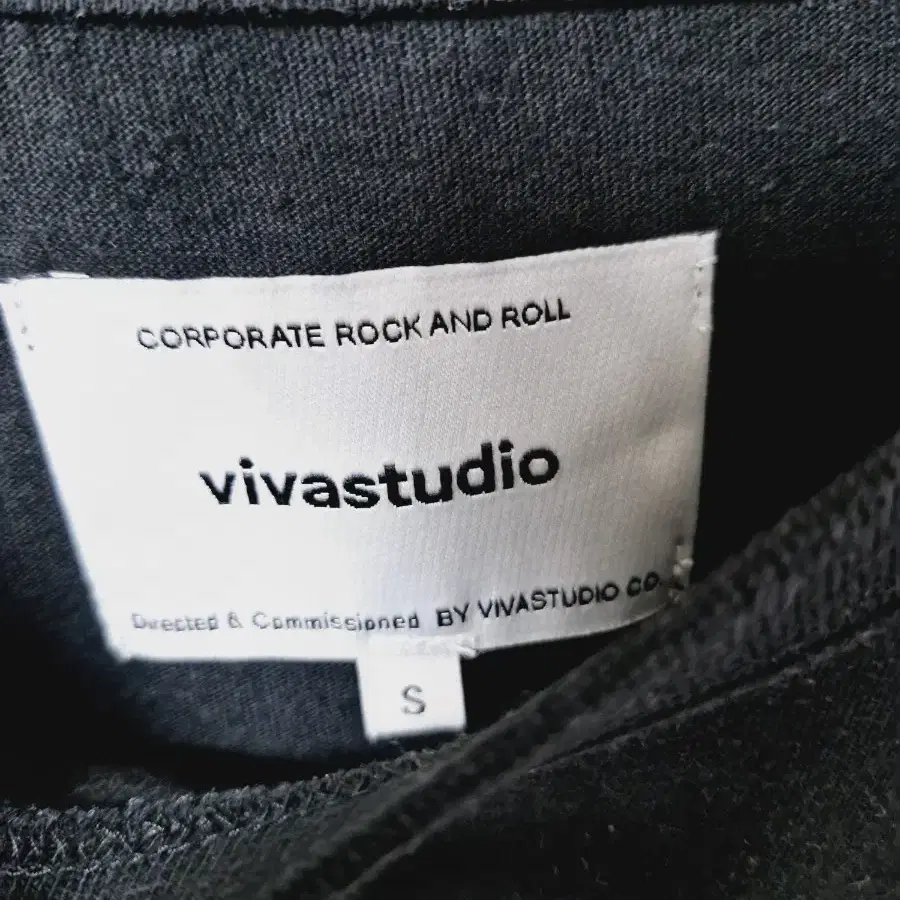 CORPORATE ROCK AND ROLL
vivastudio
Directed & Commissioned BY VIVASTUDIO CO.
S